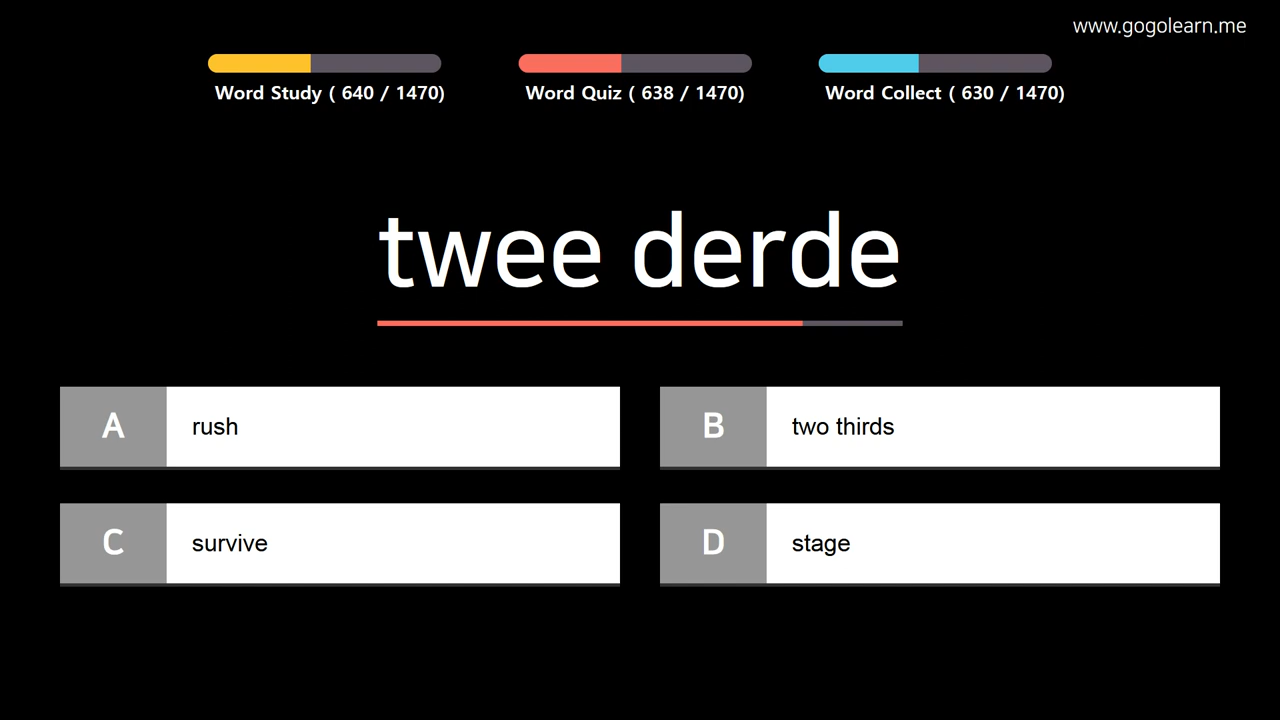 www.gogolearn.me
Word Study ( 640 / 1470)
Word Quiz ( 638 / 1470)
Word Collect ( 630 / 1470)
twee derde
A rush
B two thirds
C survive
D stage